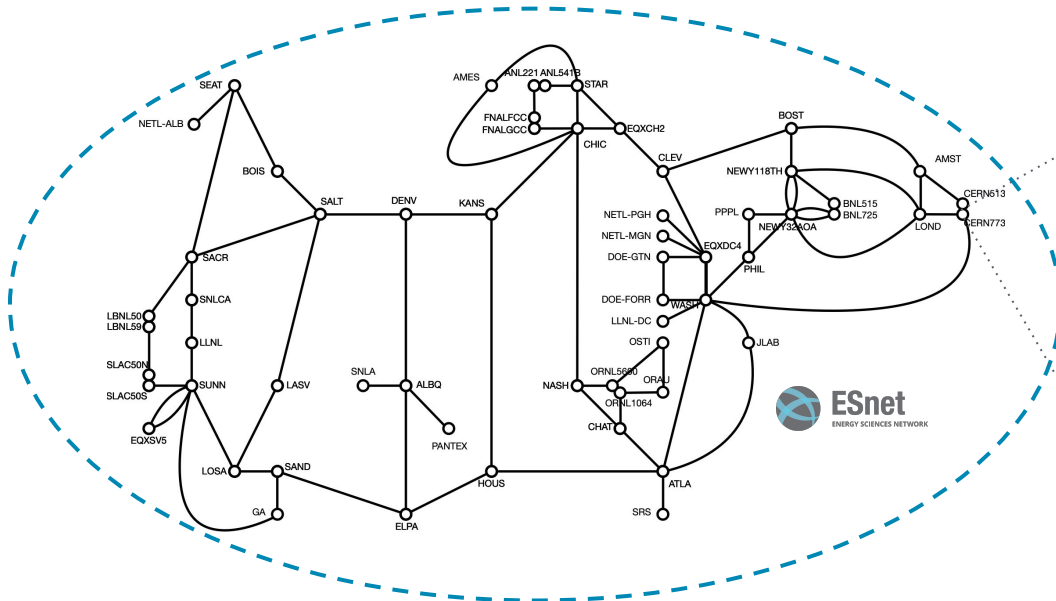 AMES
ANL221
ANL541B
STAR
SEAT
FNALFCC
NETL-ALB
FNALGCC
EQXCH2
BOST
CHIC
AMST
CLEV
BOIS
NEWY118TH
CERN513
SALT
DENV
KANS
NETL-PGH
PPPL
BNL515
BNL725
NEWY32AOA
LOND
CERN773
NETL-MGN
EQXDC4
SACR
DOE-GTN
PHIL
SNLCA
DOE-FORR
WASH
LBNL50
LBNL59
LLNL-DC
LLNL
OSTI
JLAB
SLAC50N
SNLA
ORNL5600
ORAU
SUNN
LASV
ALBQ
NASH
SLAC50S
ORNL1064
ESnet
ENERGY SCIENCES NETWORK
EQXSV5
PANTEX
CHAT
LOSA
SAND
HOUS
ATLA
GA
ELPA
SRS